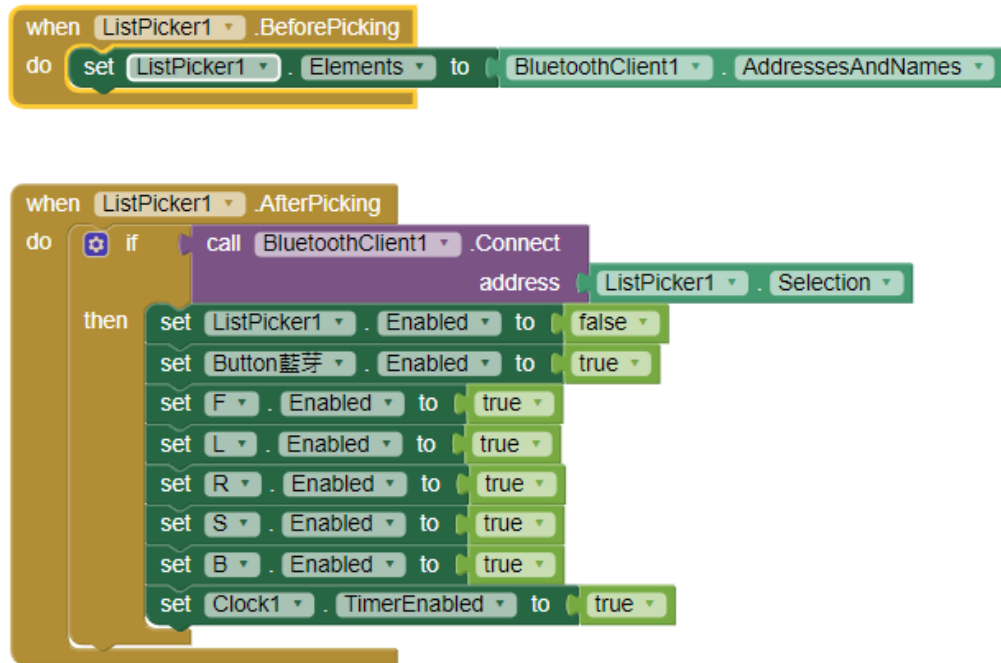 when ListPicker1 .BeforePicking
do set ListPicker1 . Elements to BluetoothClient1 . AddressesAndNames
when ListPicker1 .AfterPicking
do if call BluetoothClient1 .Connect
address ListPicker1 . Selection
then set ListPicker1 . Enabled to false
set Button藍芽 . Enabled to true
set F . Enabled to true
set L . Enabled to true
set R . Enabled to true
set S . Enabled to true
set B . Enabled to true
set Clock1 . TimerEnabled to true